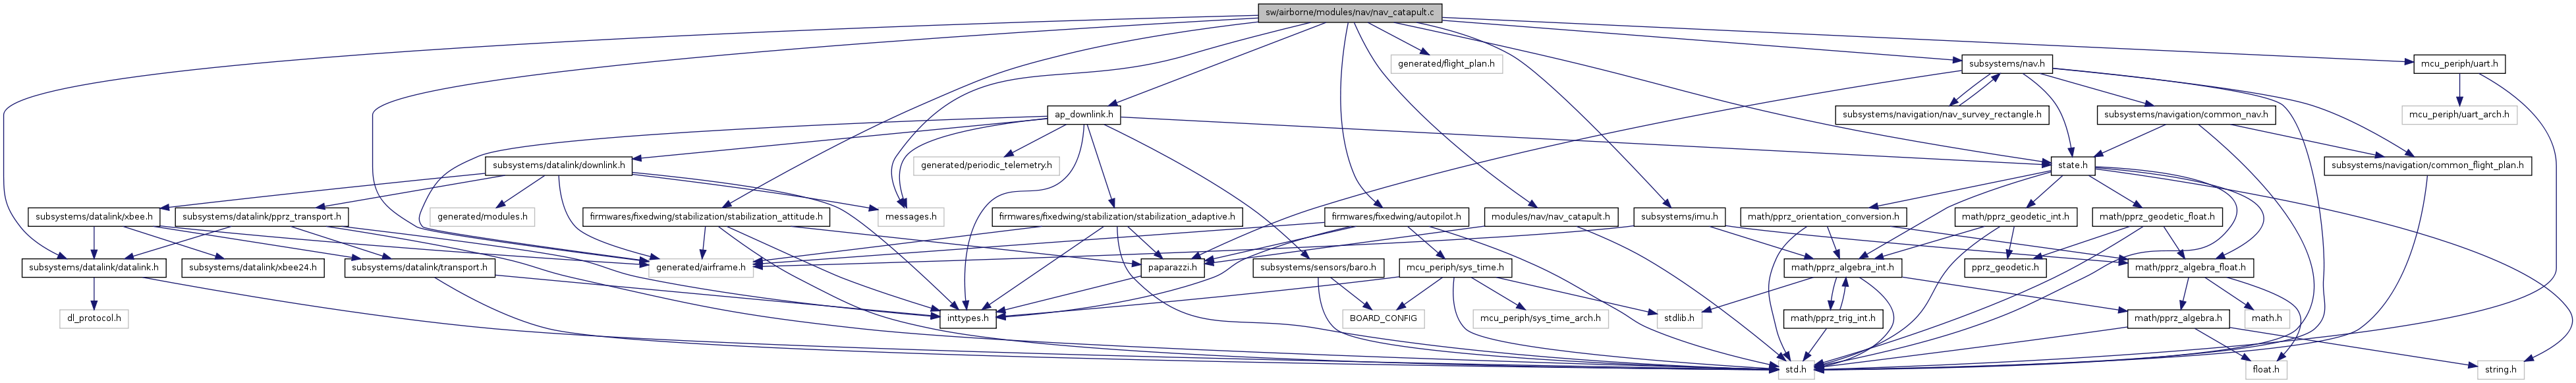 sw/airborne/modules/nav/nav_catapult.c
generated/flight_plan.h
subsystems/nav.h
mcu_periph/uart.h
ap_downlink.h
subsystems/navigation/nav_survey_rectangle.h
subsystems/navigation/common_nav.h
mcu_periph/uart_arch.h
subsystems/datalink/downlink.h
generated/periodic_telemetry.h
state.h
subsystems/navigation/common_flight_plan.h
subsystems/datalink/xbee.h
subsystems/datalink/pprz_transport.h
generated/modules.h
firmwares/fixedwing/stabilization/stabilization_attitude.h
messages.h
firmwares/fixedwing/stabilization/stabilization_adaptive.h
firmwares/fixedwing/autopilot.h
modules/nav/nav_catapult.h
subsystems/imu.h
math/pprz_orientation_conversion.h
math/pprz_geodetic_int.h
math/pprz_geodetic_float.h
subsystems/datalink/datalink.h
subsystems/datalink/xbee24.h
subsystems/datalink/transport.h
generated/airframe.h
paparazzi.h
subsystems/sensors/baro.h
mcu_periph/sys_time.h
math/pprz_algebra_int.h
pprz_geodetic.h
math/pprz_algebra_float.h
dl_protocol.h
inttypes.h
BOARD_CONFIG
mcu_periph/sys_time_arch.h
stdlib.h
math/pprz_trig_int.h
math/pprz_algebra.h
math.h
std.h
float.h
string.h